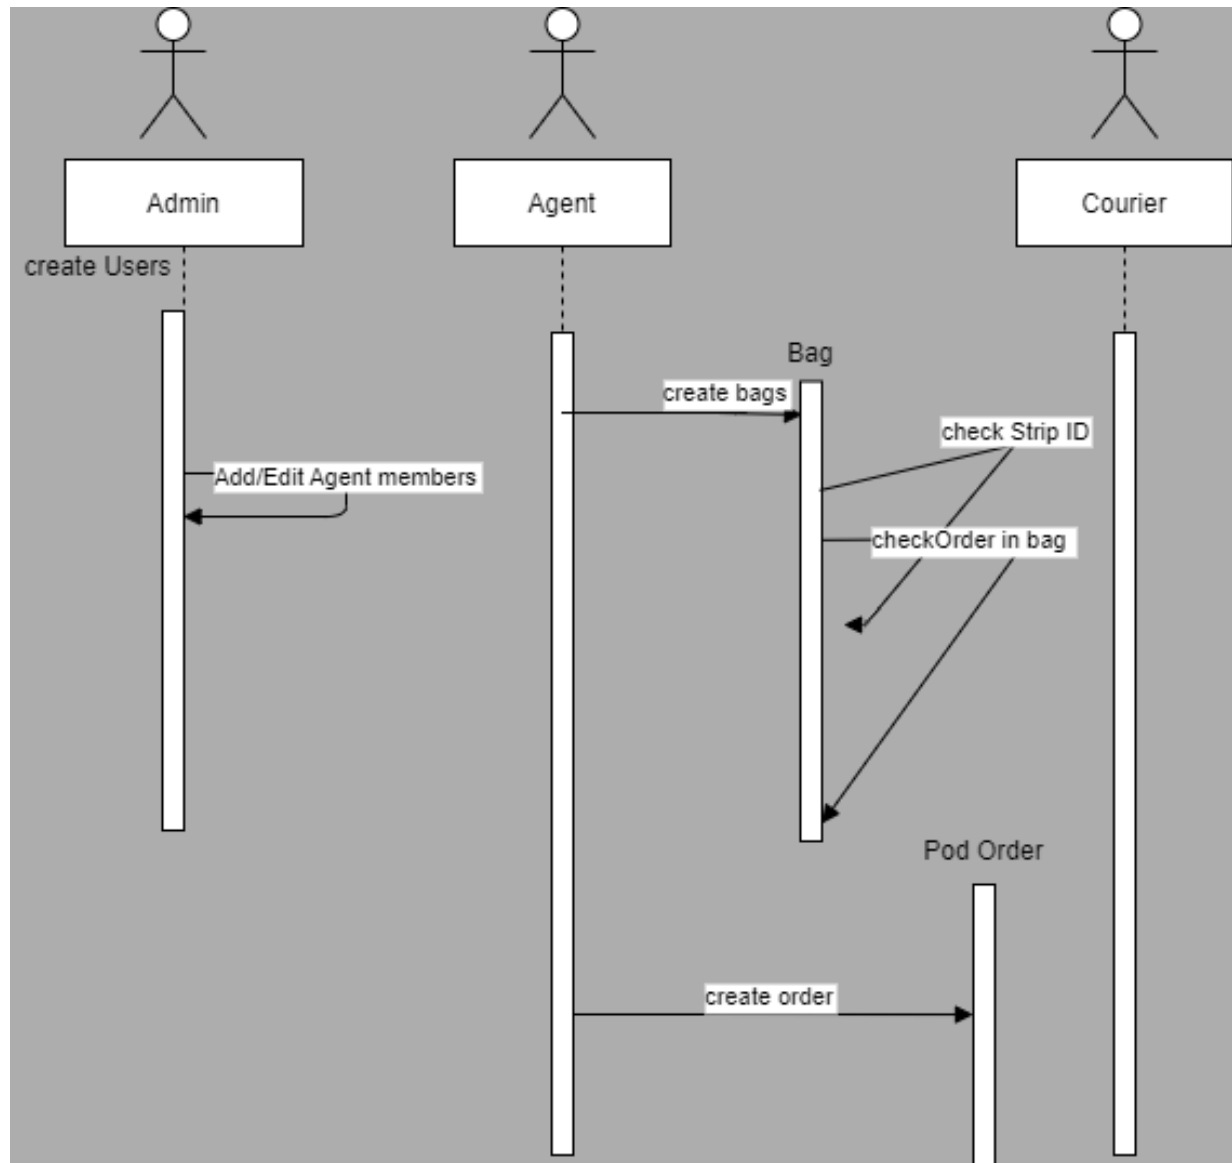 Admin
Agent
Courier
create Users
Bag
create bags
check Strip ID
Add/Edit Agent members
checkOrder in bag
Pod Order
create order